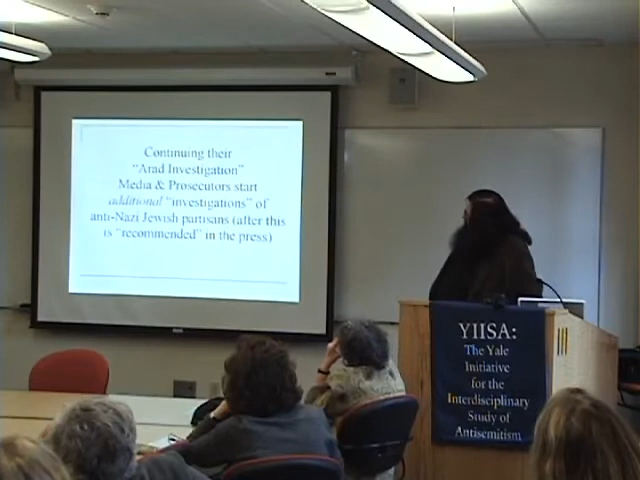 Continuing their
"Arad Investigation"
Media & Prosecutors start
additional "investigations" of
anti-Nazi Jewish partisans (after this
is "recommended" in the press)
YIISA:
The Yale
Initiative
for the
Interdisciplinary
Study of
Antisemitism